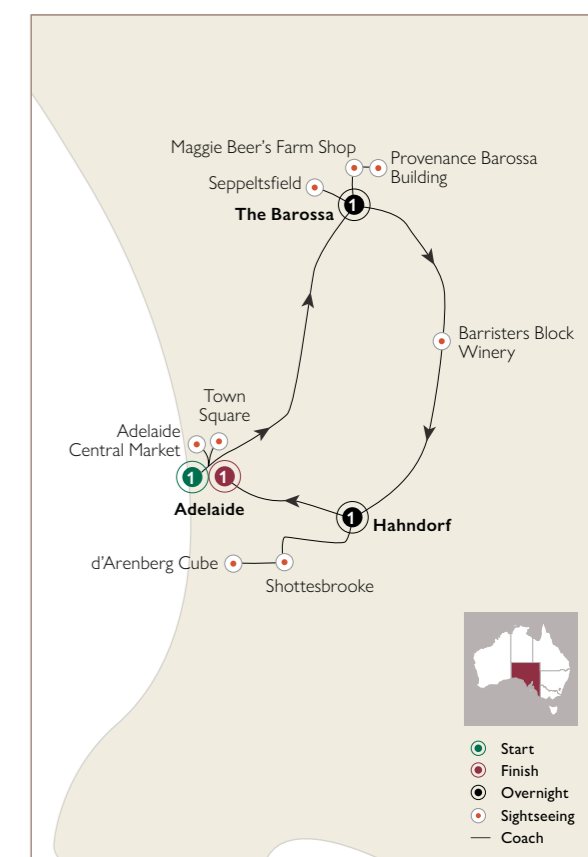 Maggie Beer's Farm Shop
Provenance Barossa
Building
Seppeltsfield
1
The Barossa
Barristers Block
Winery
Town
Square
Adelaide
Central Market
1
1
Adelaide
1
Hahndorf
d'Arenberg Cube
Shottesbrooke
Start
Finish
Overnight
Sightseeing
Coach